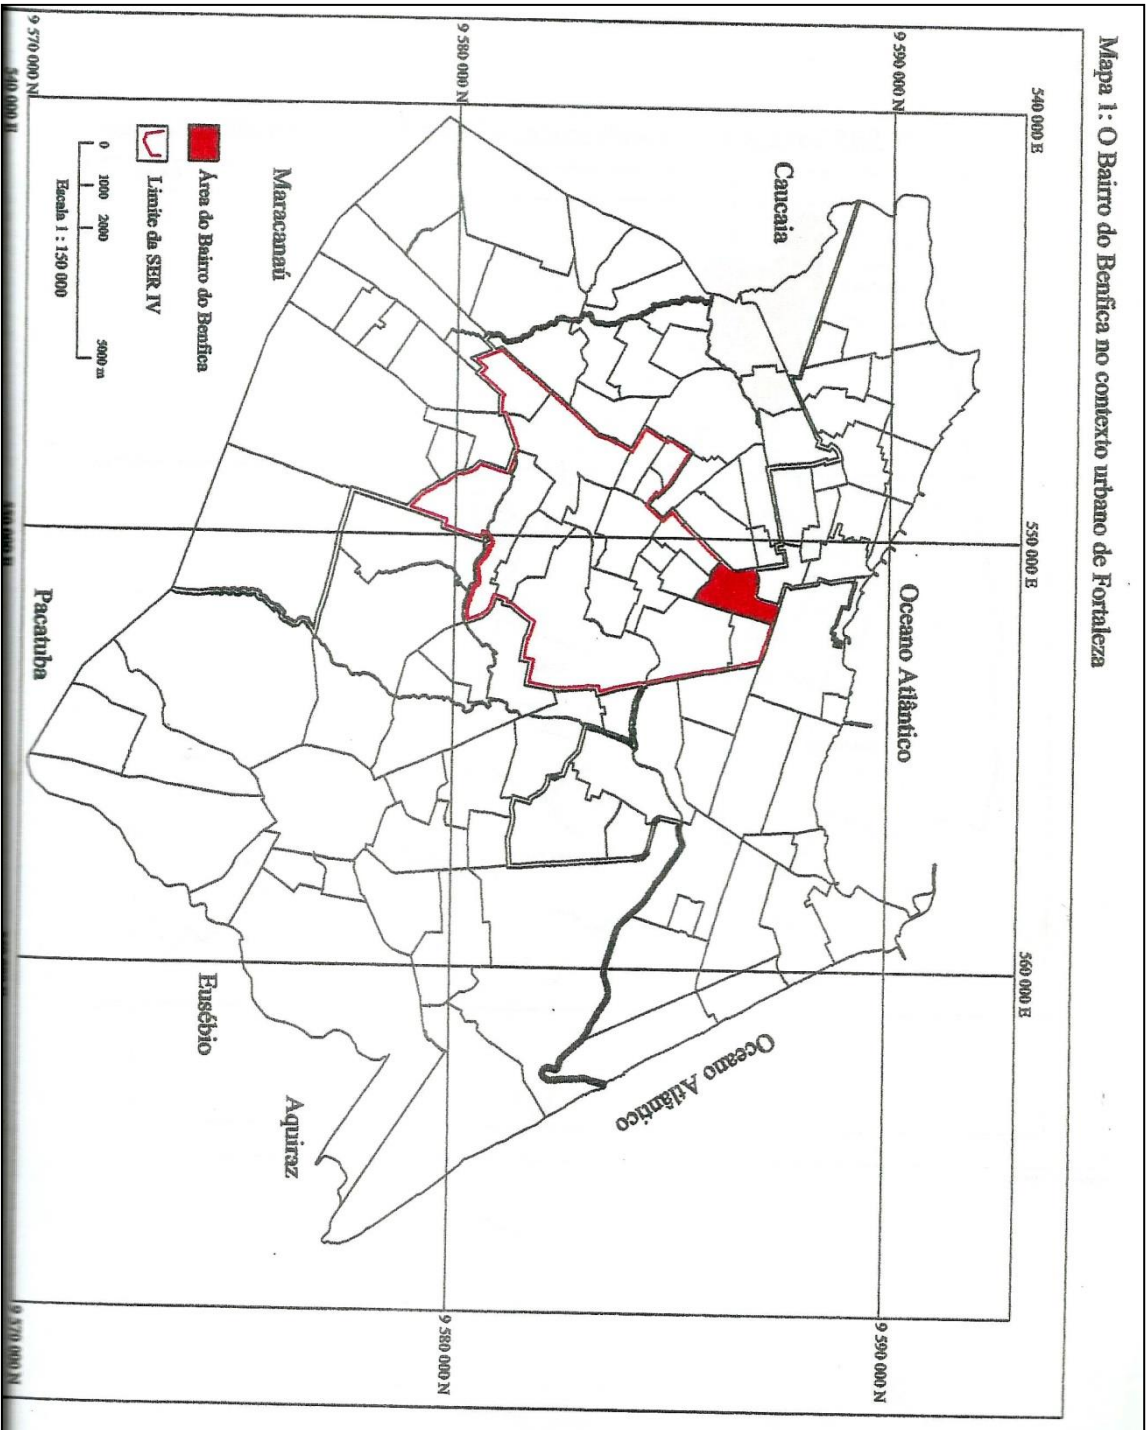 Mapa 1: O Bairro do Benfica no contexto urbano de Fortaleza
540 000 E
550 000 E
560 000 E
9 590 000 N
9 590 000 N
Oceano Atlântico
Caucaia
Oceano Atlântico
9 580 000 N
9 580 000 N
Maracanaú
Eusébio
Aquiraz
Pacatuba
Área do Bairro do Benfica
Limite da SER IV
0 1000 2000 5000 m
Escala 1 : 150 000
9 570 000 N
9 570 000 N
540 000 E